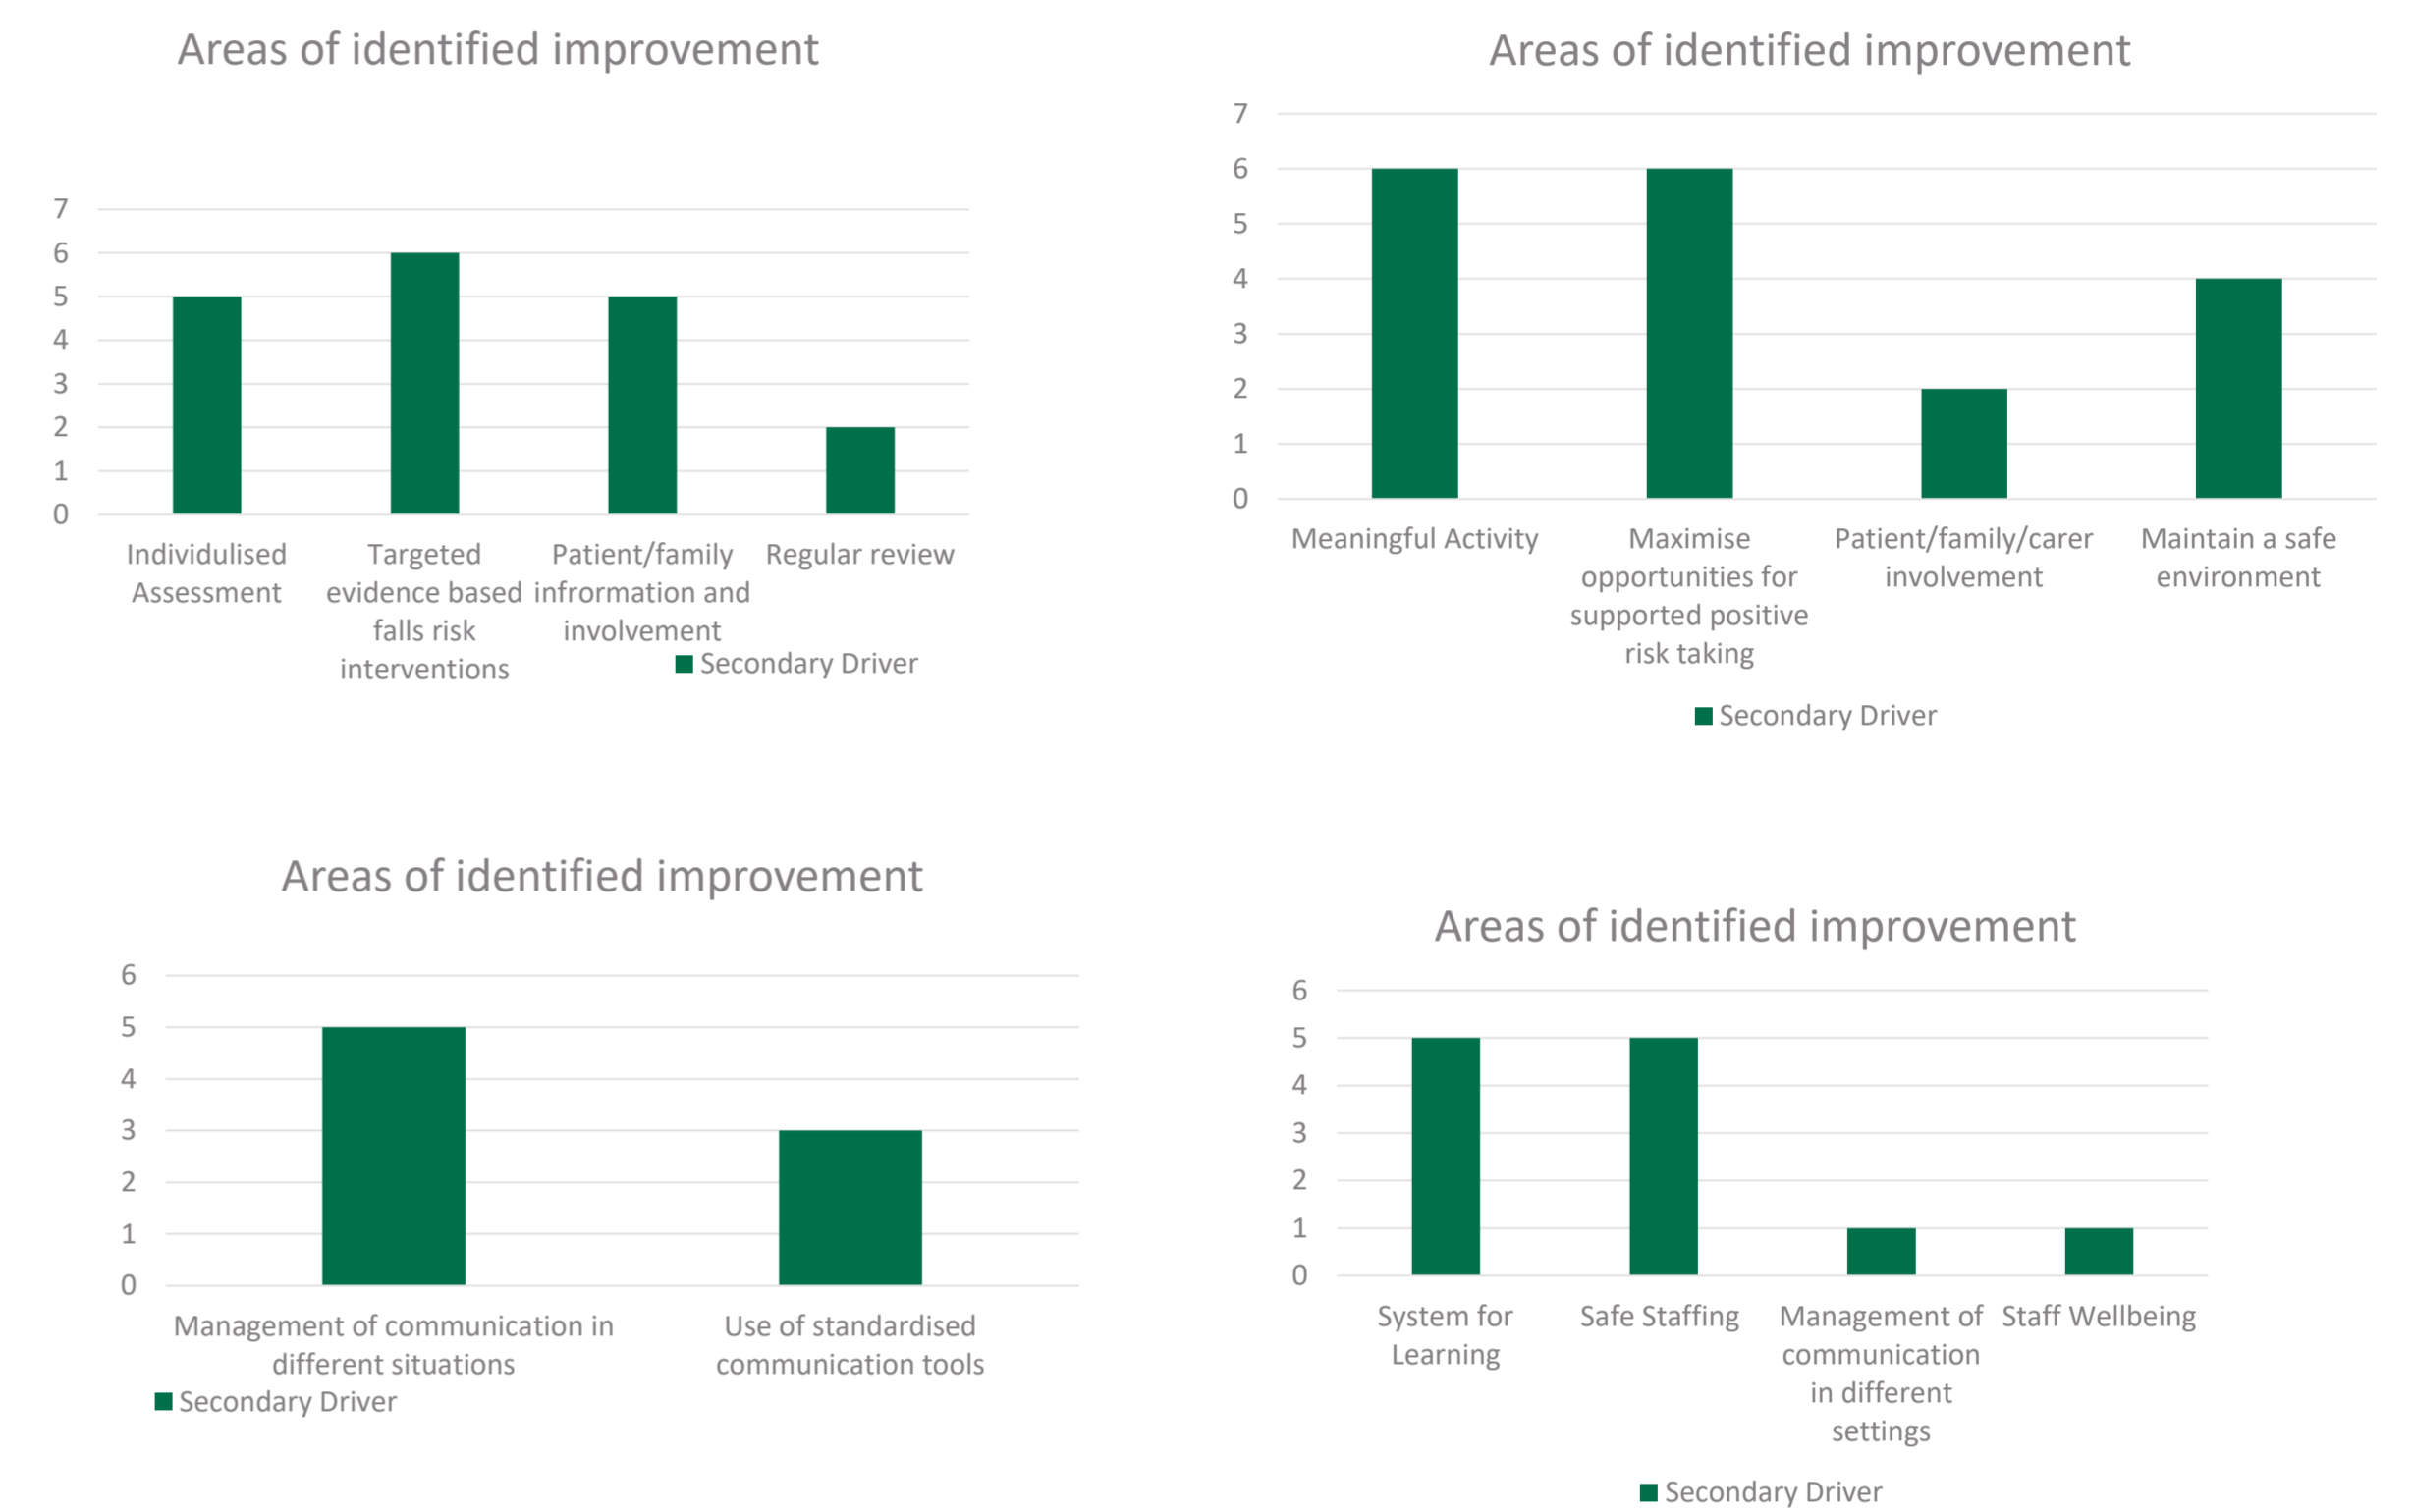 Areas of identified improvement
7
6
5
4
3
2
1
0
Individulised
Assessment
Targeted
evidence based
falls risk
interventions
Patient/family
infrormation and
involvement
Regular review
Secondary Driver
Areas of identified improvement
7
6
5
4
3
2
1
0
Meaningful Activity
Maximise
opportunities for
supported positive
risk taking
Patient/family/carer
involvement
Maintain a safe
environment
Secondary Driver
Areas of identified improvement
6
5
4
3
2
1
0
Management of communication in
different situations
Use of standardised
communication tools
Secondary Driver
Areas of identified improvement
6
5
4
3
2
1
0
System for
Learning
Safe Staffing
Management of
communication
in different
settings
Staff Wellbeing
Secondary Driver